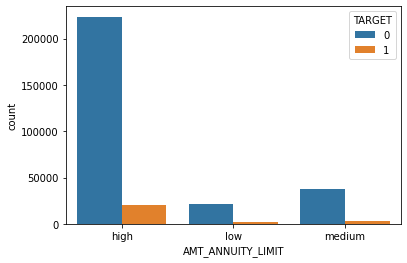 TARGET
0
1
200000
150000
100000
50000
0
count
high low medium
AMT_ANNUITY_LIMIT